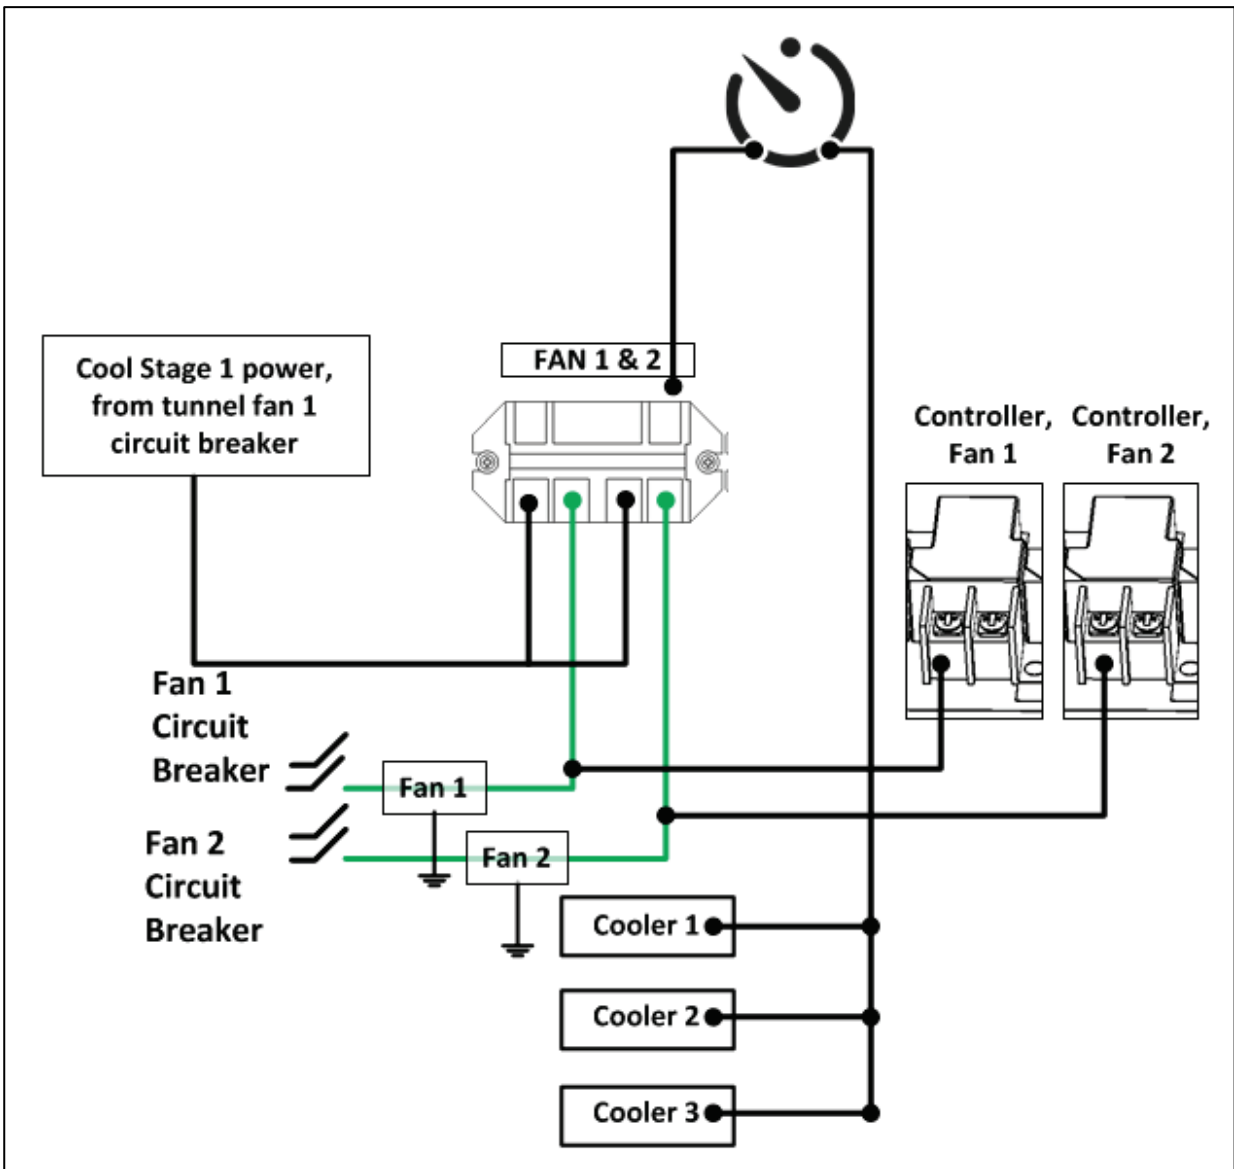 FAN 1 & 2
Cool Stage 1 power,
from tunnel fan 1
circuit breaker
Controller,
Fan 1
Controller,
Fan 2
Fan 1
Circuit
Breaker
Fan 1
Fan 2
Circuit
Breaker
Fan 2
Cooler 1
Cooler 2
Cooler 3